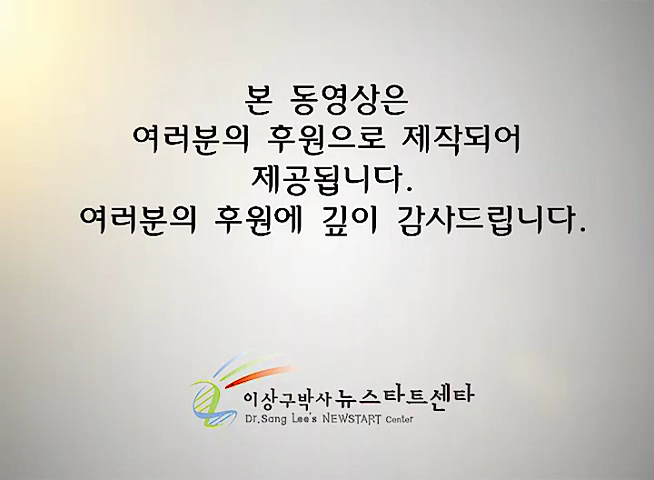 본 동영상은
여러분의 후원으로 제작되어
제공됩니다.
여러분의 후원에 깊이 감사드립니다.
이상구박사 뉴스타트센타
Dr.Sang Lee's NEWSTART Center